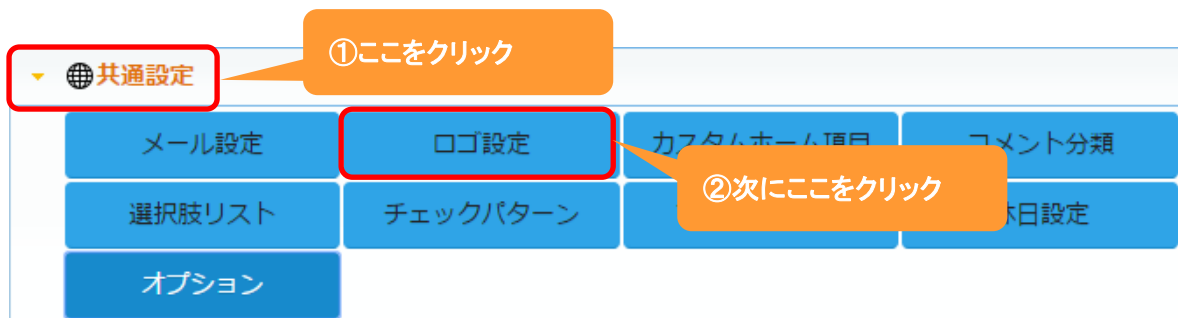 ①ここをクリック
共通設定
メール設定
ロゴ設定
カスタムホーム項目
コメント分類
②次にここをクリック
選択肢リスト
チェックパターン
休日設定
オプション